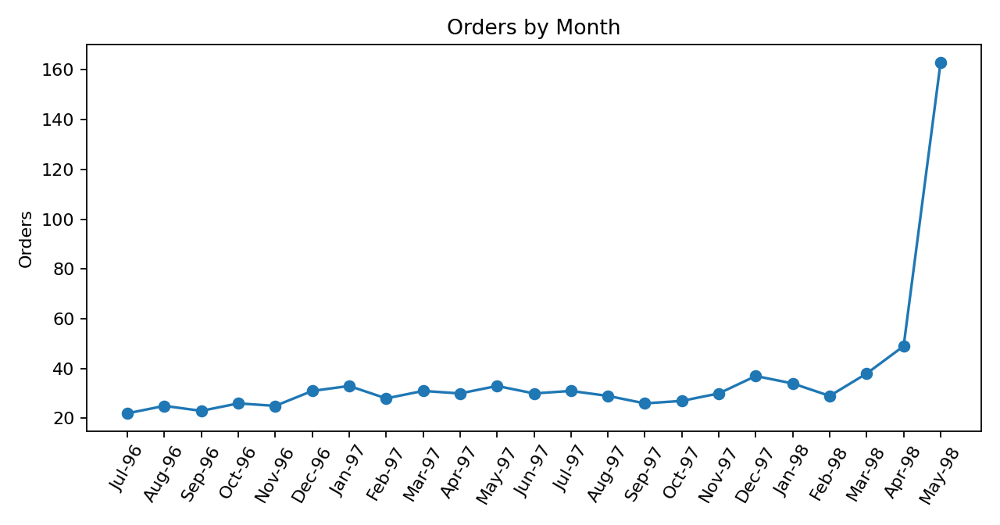 Orders by Month
Orders
160
140
120
100
80
60
40
20
Jul-96 Aug-96 Sep-96 Oct-96 Nov-96 Dec-96 Jan-97 Feb-97 Mar-97 Apr-97 May-97 Jun-97 Jul-97 Aug-97 Sep-97 Oct-97 Nov-97 Dec-97 Jan-98 Feb-98 Mar-98 Apr-98 May-98